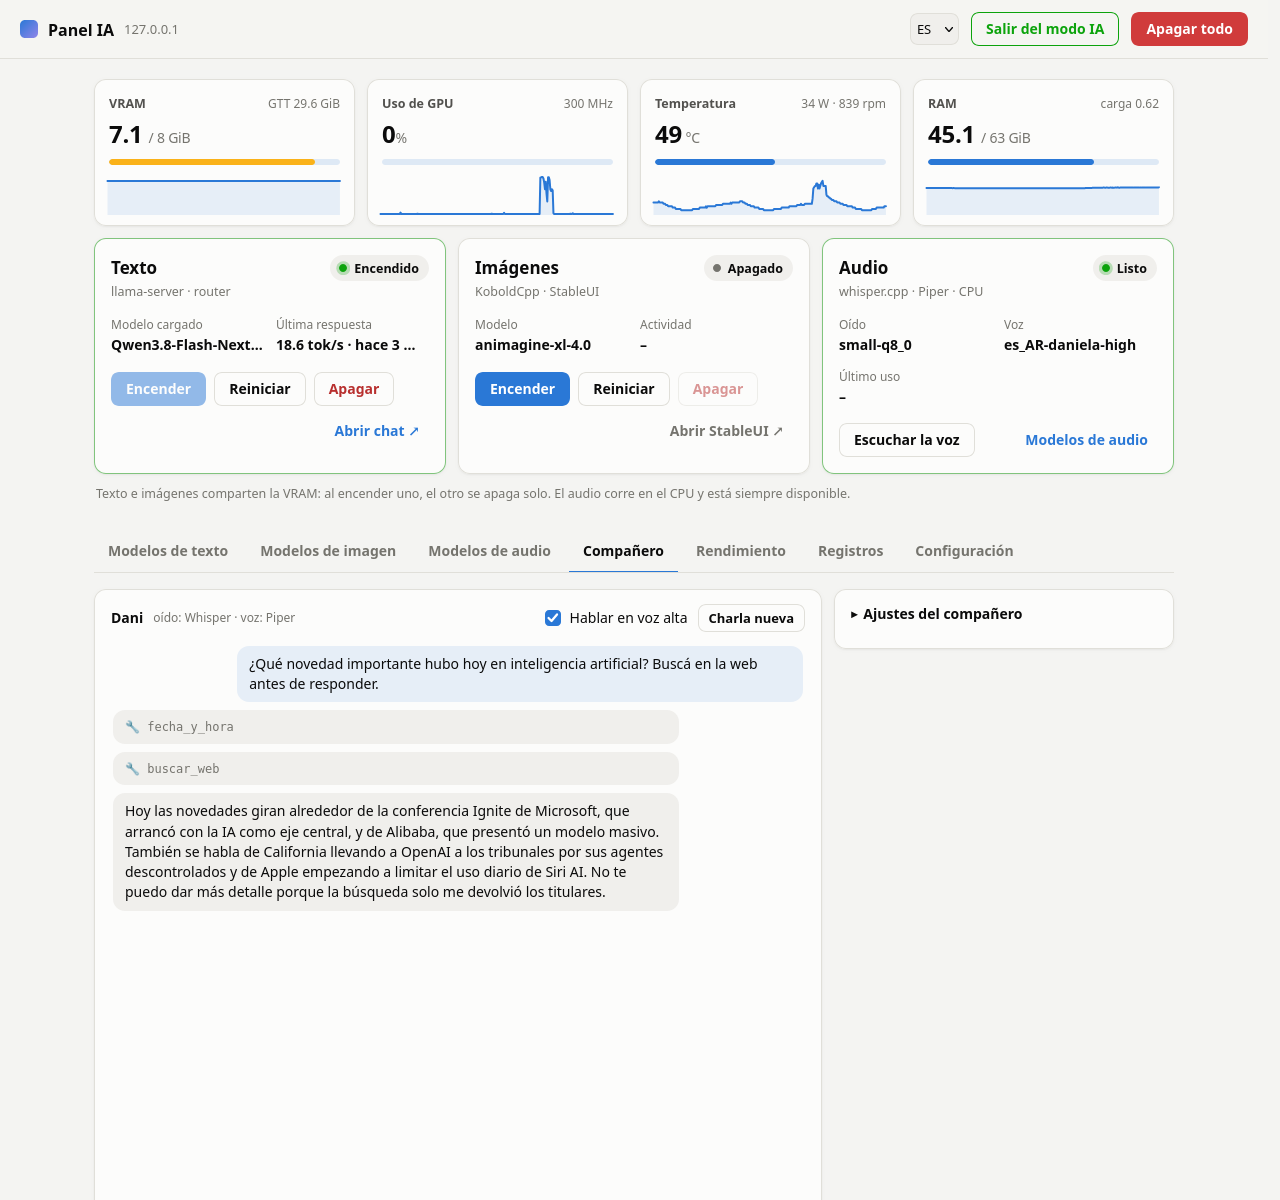 Panel IA 127.0.0.1 ES Salir del modo IA Apagar todo
VRAM GTT 29.6 GiB
7.1 / 8 GiB
Uso de GPU 300 MHz
0%
Temperatura 34 W · 839 rpm
49 °C
RAM carga 0.62
45.1 / 63 GiB
Texto Encendido
llama-server · router
Modelo cargado Última respuesta
Qwen3.8-Flash-Next… 18.6 tok/s · hace 3 …
Encender Reiniciar Apagar
Abrir chat ↗
Imágenes Apagado
KoboldCpp · StableUI
Modelo Actividad
animagine-xl-4.0 –
Encender Reiniciar Apagar
Abrir StableUI ↗
Audio Listo
whisper.cpp · Piper · CPU
Oído Voz
small-q8_0 es_AR-daniela-high
Último uso
–
Escuchar la voz Modelos de audio
Texto e imágenes comparten la VRAM: al encender uno, el otro se apaga solo. El audio corre en el CPU y está siempre disponible.
Modelos de texto Modelos de imagen Modelos de audio Compañero Rendimiento Registros Configuración
Dani oído: Whisper · voz: Piper Hablar en voz alta Charla nueva
▸ Ajustes del compañero
¿Qué novedad importante hubo hoy en inteligencia artificial? Buscá en la web
antes de responder.
🔧 fecha_y_hora
🔧 buscar_web
Hoy las novedades giran alrededor de la conferencia Ignite de Microsoft, que
arrancó con la IA como eje central, y de Alibaba, que presentó un modelo masivo.
También se habla de California llevando a OpenAI a los tribunales por sus agentes
descontrolados y de Apple empezando a limitar el uso diario de Siri AI. No te
puedo dar más detalle porque la búsqueda solo me devolvió los titulares.